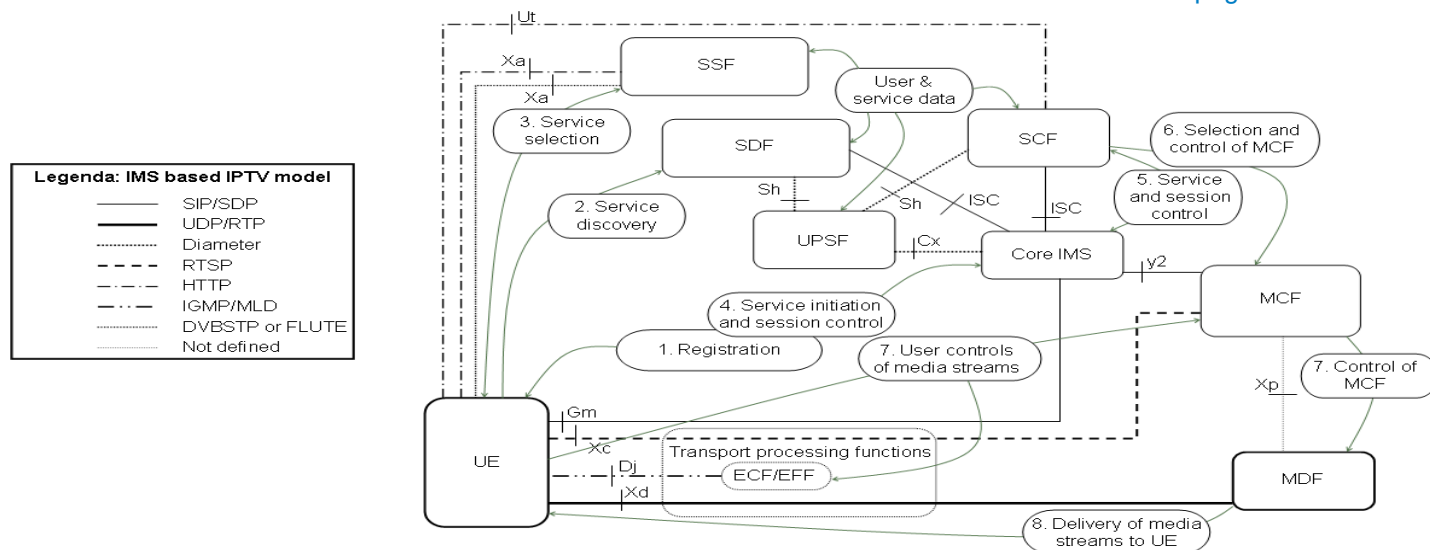 page
Ut
Xa
Xa
SSF
User &
service data
3. Service
selection
SDF
SCF
6. Selection and
control of MCF
Legenda: IMS based IPTV model
SIP/SDP
UDP/RTP
Diameter
RTSP
HTTP
IGMP/MLD
DVBSTP or FLUTE
Not defined
2. Service
discovery
Sh
Sh
ISC
ISC
5. Service
and session
control
UPSF
Cx
Core IMS
y2
MCF
4. Service initiation
and session control
1. Registration
7. User controls
of media streams
Xp
7. Control of
MCF
Gm
Xc
UE
Transport processing functions
Dj
ECF/EFF
Xd
MDF
8. Delivery of media
streams to UE